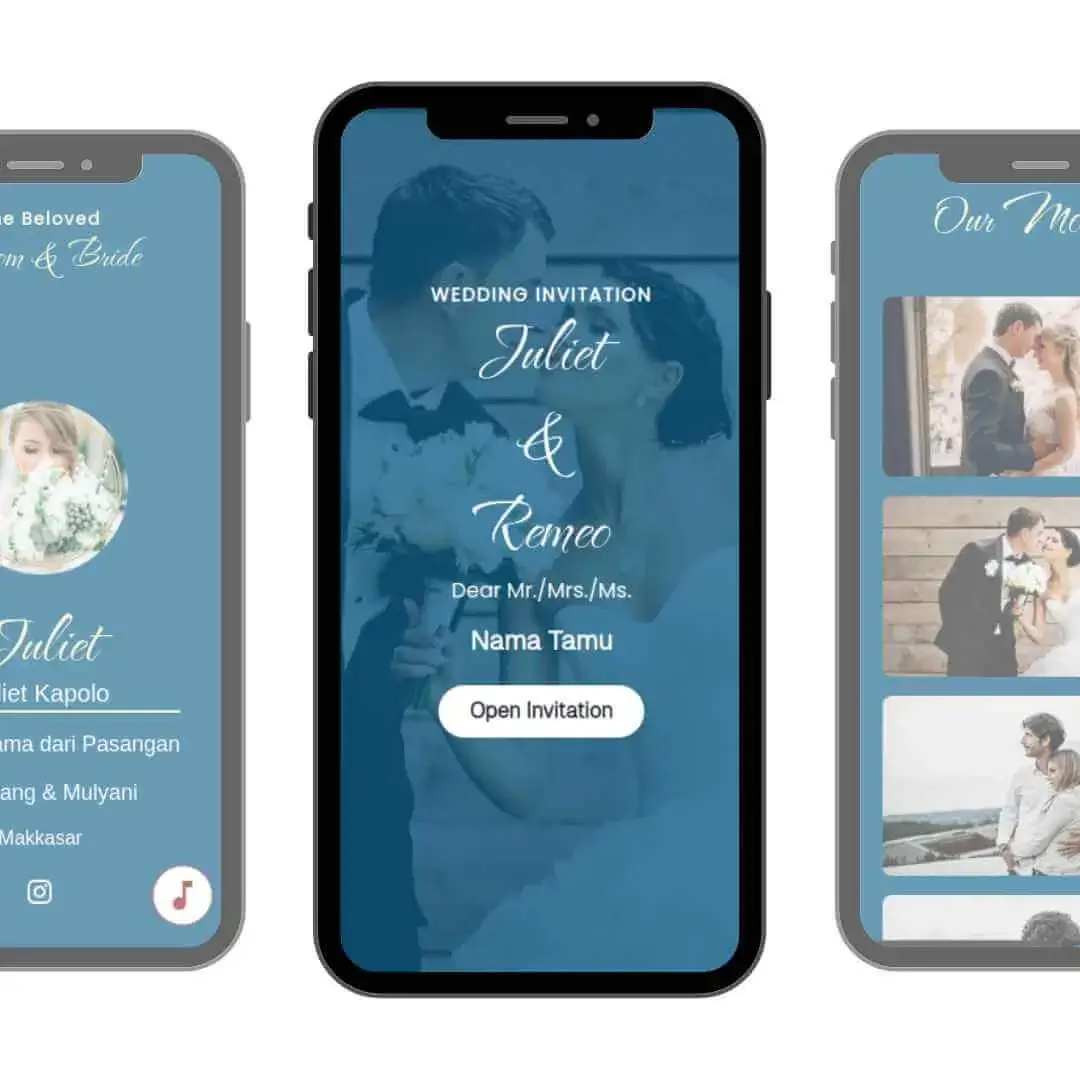 he Beloved
om & Bride
Juliet
liet Kapolo
ama dari Pasangan
ang & Mulyani
Makkasar
WEDDING INVITATION
Juliet
&
Remeo
Dear Mr./Mrs./Ms.
Nama Tamu
Open Invitation
Our Mo